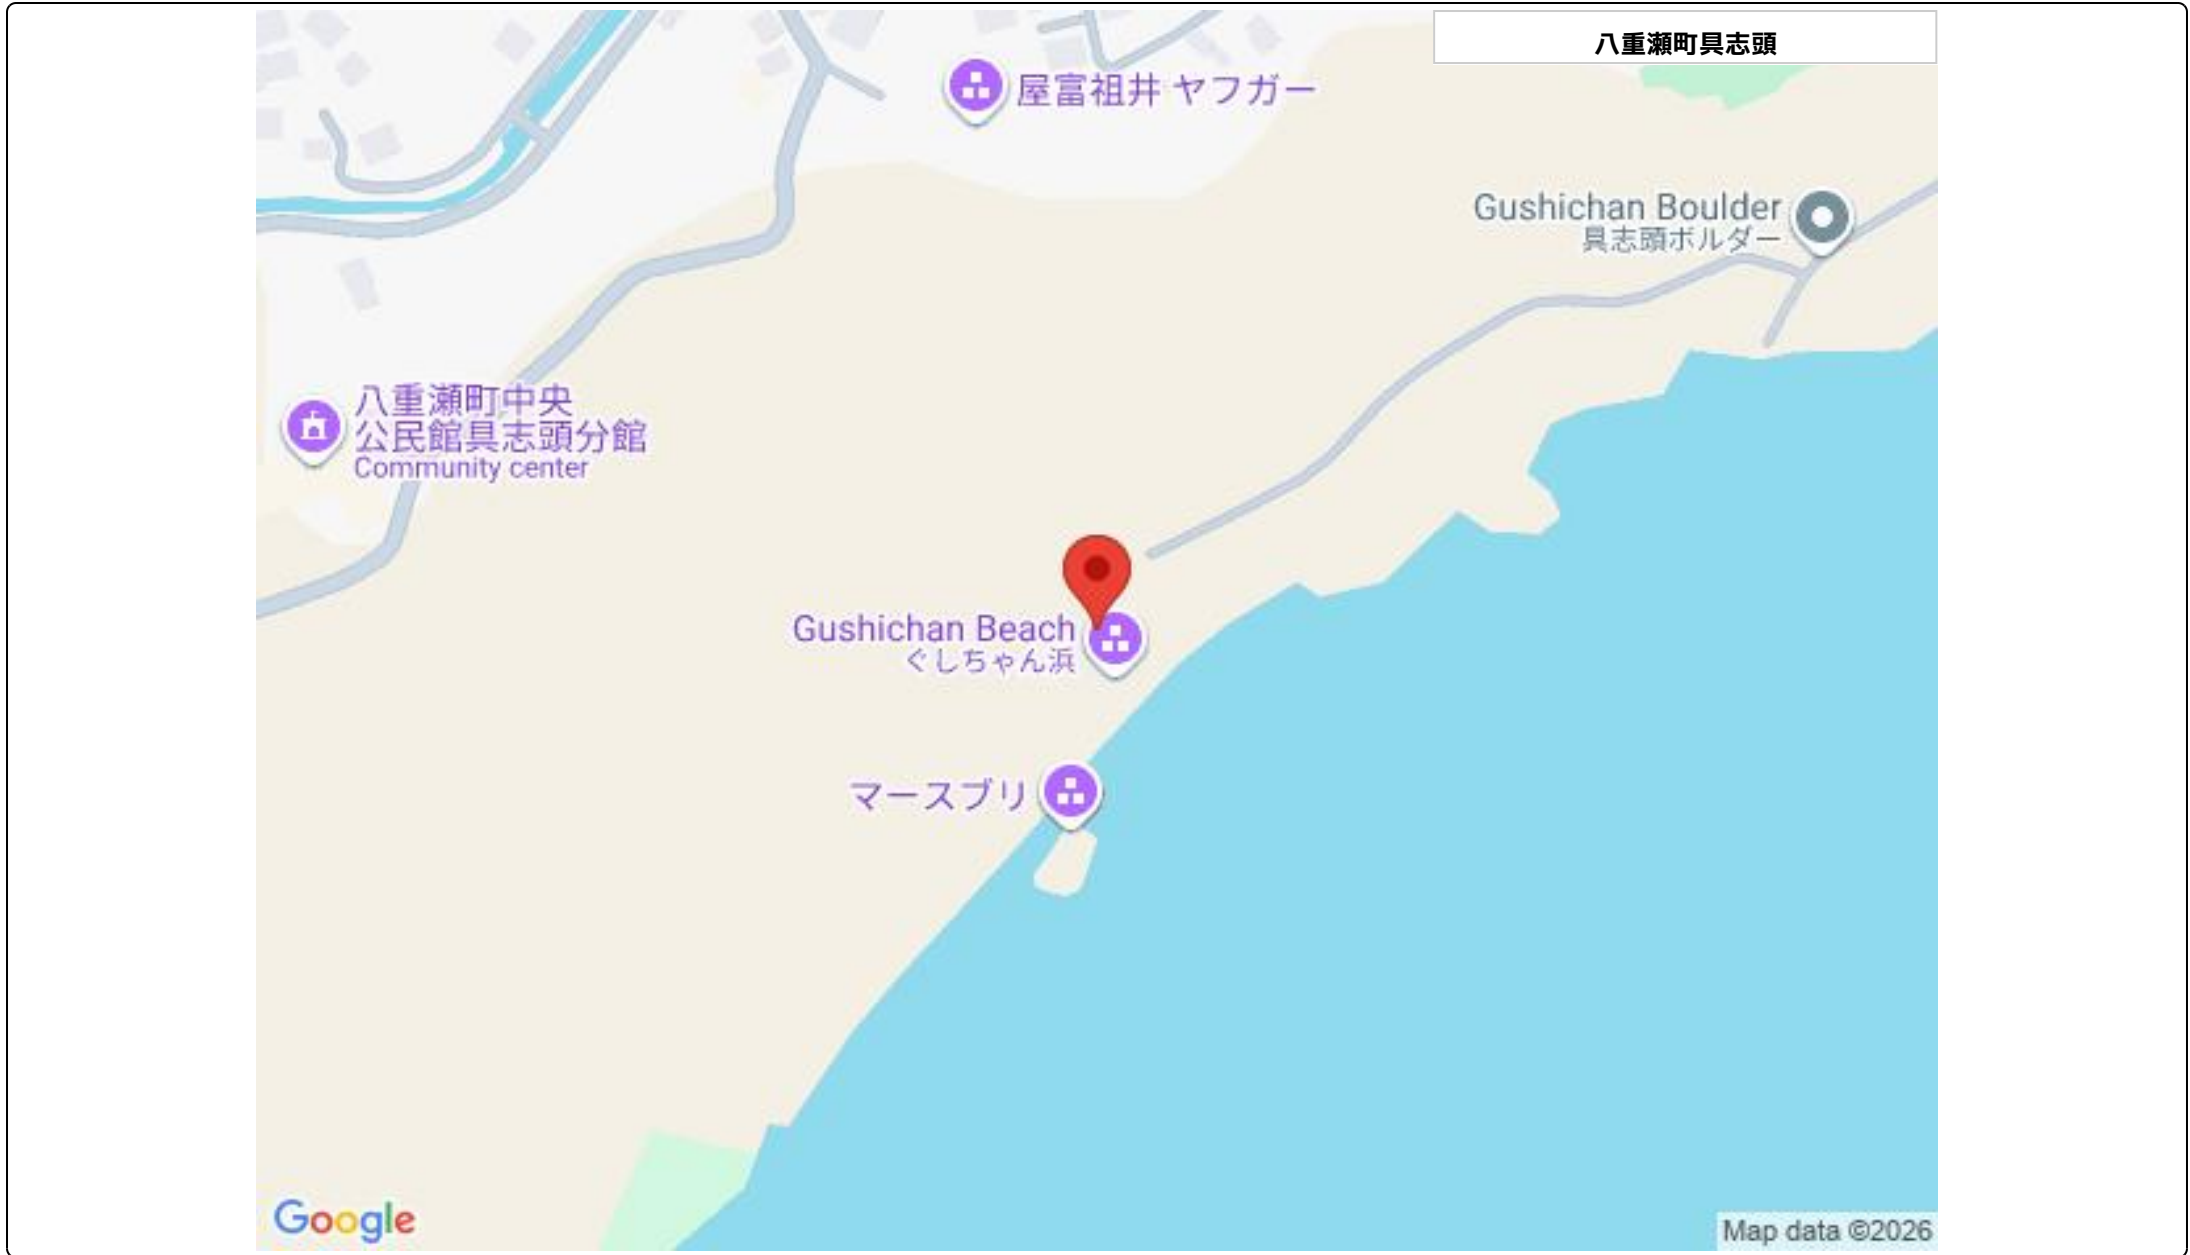 八重瀬町具志頭
屋富祖井 ヤフガー
Gushichan Boulder
具志頭ボルダー
八重瀬町中央
公民館具志頭分館
Community center
Gushichan Beach
ぐしちゃん浜
マースブリ
Google
Map data ©2026